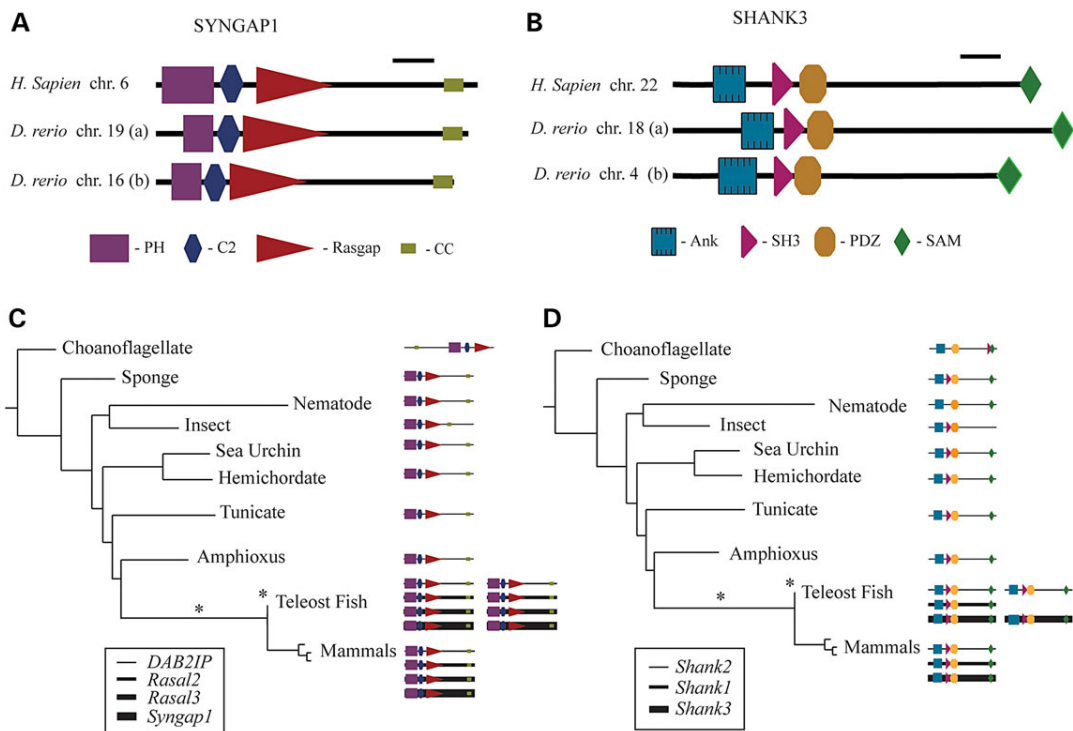 A
SYNGAP1
H. Sapien chr. 6
D. rerio chr. 19 (a)
D. rerio chr. 16 (b)
- PH
- C2
- Rasgap
- CC
B
SHANK3
H. Sapien chr. 22
D. rerio chr. 18 (a)
D. rerio chr. 4 (b)
- Ank
- SH3
- PDZ
- SAM
C
Choanoflagellate
Sponge
Nematode
Insect
Sea Urchin
Hemichordate
Tunicate
Amphioxus
*
*
Teleost Fish
Mammals
DAB2IP
Rasal2
Rasal3
Syngap1
D
Choanoflagellate
Sponge
Nematode
Insect
Sea Urchin
Hemichordate
Tunicate
Amphioxus
*
*
Teleost Fish
Mammals
Shank2
Shank1
Shank3